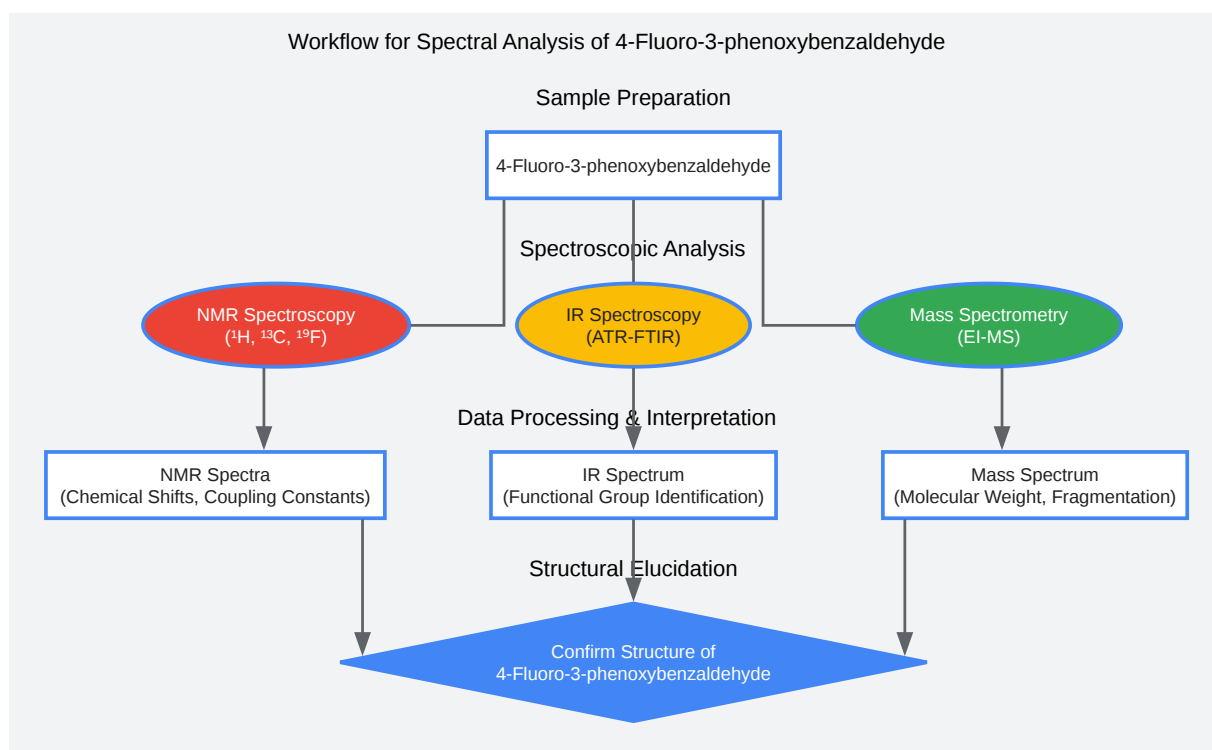 Workflow for Spectral Analysis of 4-Fluoro-3-phenoxybenzaldehyde
Sample Preparation
4-Fluoro-3-phenoxybenzaldehyde
Spectroscopic Analysis
NMR Spectroscopy
(¹H, ¹³C, ¹⁹F)
IR Spectroscopy
(ATR-FTIR)
Mass Spectrometry
(EI-MS)
Data Processing & Interpretation
NMR Spectra
(Chemical Shifts, Coupling Constants)
IR Spectrum
(Functional Group Identification)
Mass Spectrum
(Molecular Weight, Fragmentation)
Structural Elucidation
Confirm Structure of
4-Fluoro-3-phenoxybenzaldehyde